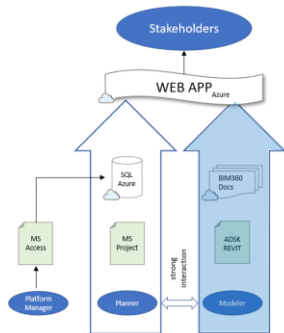 Stakeholders
WEB APP Azure
SQL
Azure
BIM360
Docs
MS
Access
MS
Project
strong
interaction
ADSK
REVIT
Platform
Manager
Planner
Modeler